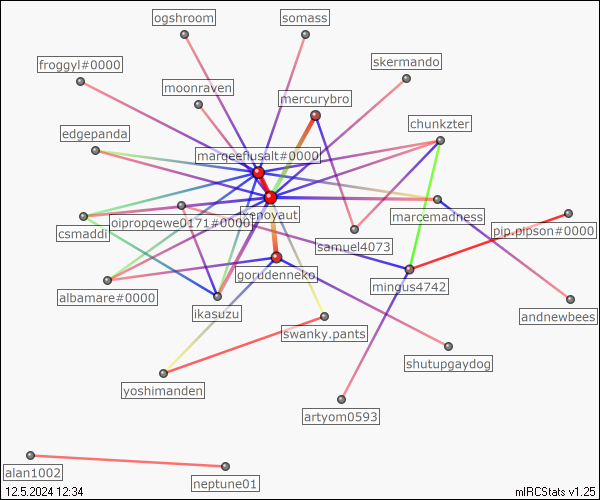 ogshroom
somass
froggyl#0000
skermando
moonraven
mercurybro
chunkzter
edgepanda
marqeefiusalt#0000
marcemadness
xenoyaut
oipropqewe0171#0000
csmaddi
samuel4073
pip.pipson#0000
gorudenneko
mingus4742
albamare#0000
ikasuzu
andnewbees
swanky.pants
shutupgaydog
yoshimanden
artyom0593
alan1002
neptune01
12.5.2024 12:34
mIRCStats v1.25